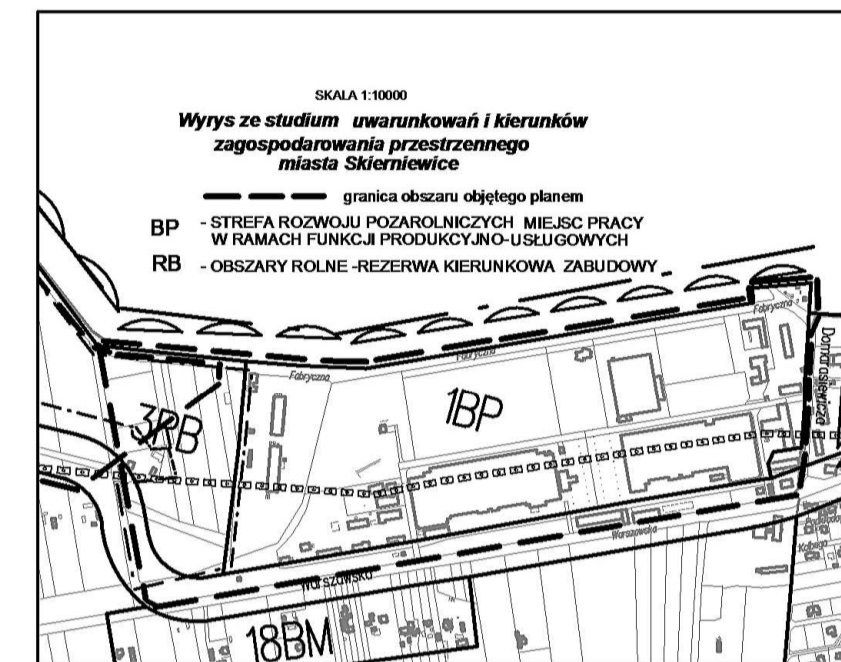 SKALA 1:10000
Wyrys ze studium uwarunkowań i kierunków
zagospodarowania przestrzennego
miasta Skierniewice
granica obszaru objętego planem
BP - STREFA ROZWOJU POZAROLNICZYCH MIEJSC PRACY
W RAMACH FUNKCJI PRODUKCYJNO-USŁUGOWYCH
RB - OBSZARY ROLNE -REZERWA KIERUNKOWA ZABUDOWY
Fabryczna
Fabryczna
Fabryczna
3RB
1BP
Warszawska
Warszawska
18BM